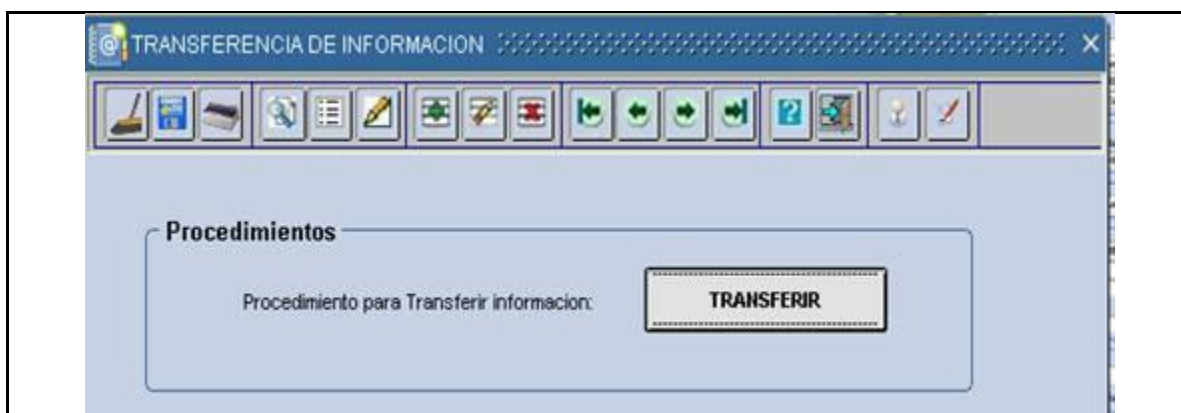 TRANSFERENCIA DE INFORMACION
Procedimientos
Procedimiento para Transferir informacion:
TRANSFERIR